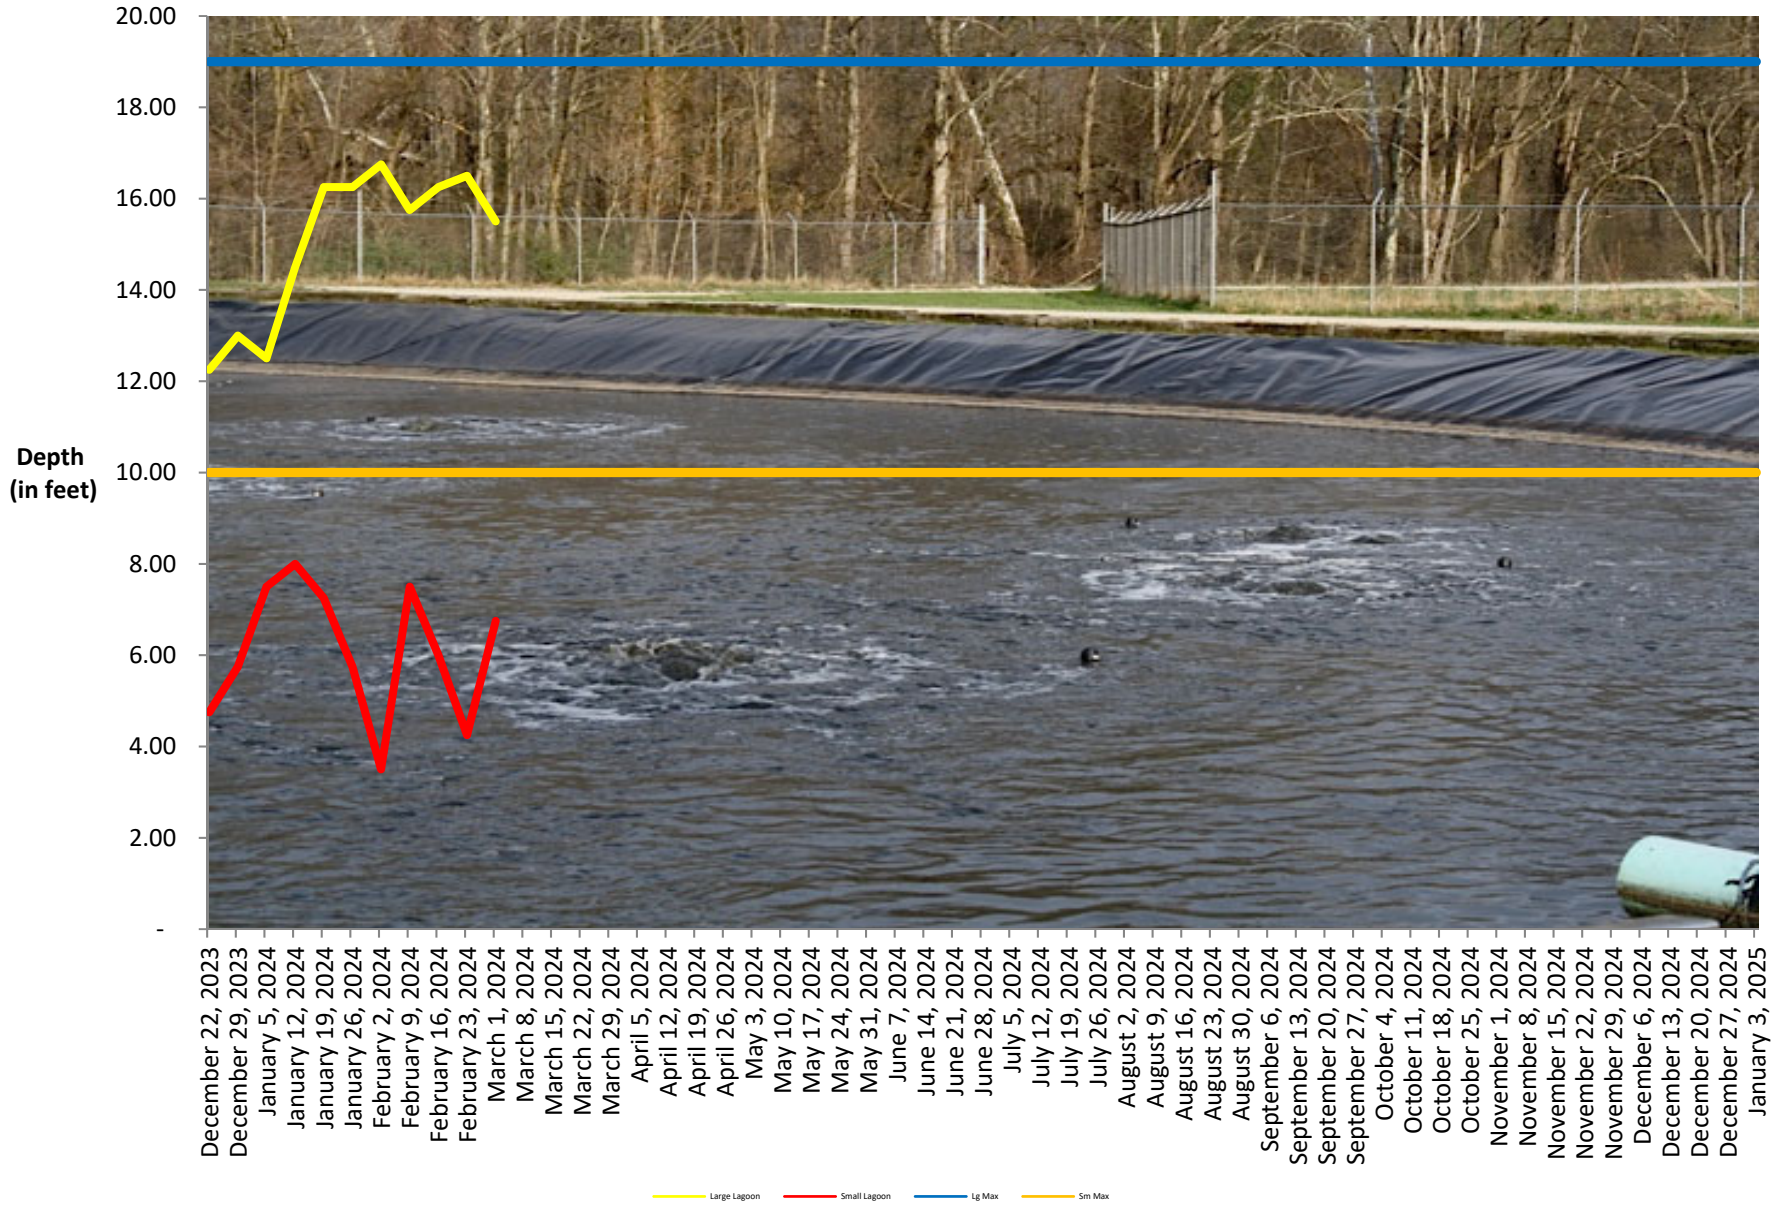 20.00
18.00
16.00
14.00
12.00
10.00
8.00
6.00
4.00
2.00
-
Depth
(in feet)
December 22, 2023
December 29, 2023
January 5, 2024
January 12, 2024
January 19, 2024
January 26, 2024
February 2, 2024
February 9, 2024
February 16, 2024
February 23, 2024
March 1, 2024
March 8, 2024
March 15, 2024
March 22, 2024
March 29, 2024
April 5, 2024
April 12, 2024
April 19, 2024
April 26, 2024
May 3, 2024
May 10, 2024
May 17, 2024
May 24, 2024
May 31, 2024
June 7, 2024
June 14, 2024
June 21, 2024
June 28, 2024
July 5, 2024
July 12, 2024
July 19, 2024
July 26, 2024
August 2, 2024
August 9, 2024
August 16, 2024
August 23, 2024
August 30, 2024
September 6, 2024
September 13, 2024
September 20, 2024
September 27, 2024
October 4, 2024
October 11, 2024
October 18, 2024
October 25, 2024
November 1, 2024
November 8, 2024
November 15, 2024
November 22, 2024
November 29, 2024
December 6, 2024
December 13, 2024
December 20, 2024
December 27, 2024
January 3, 2025
Large Lagoon Small Lagoon Lg Max Sm Max